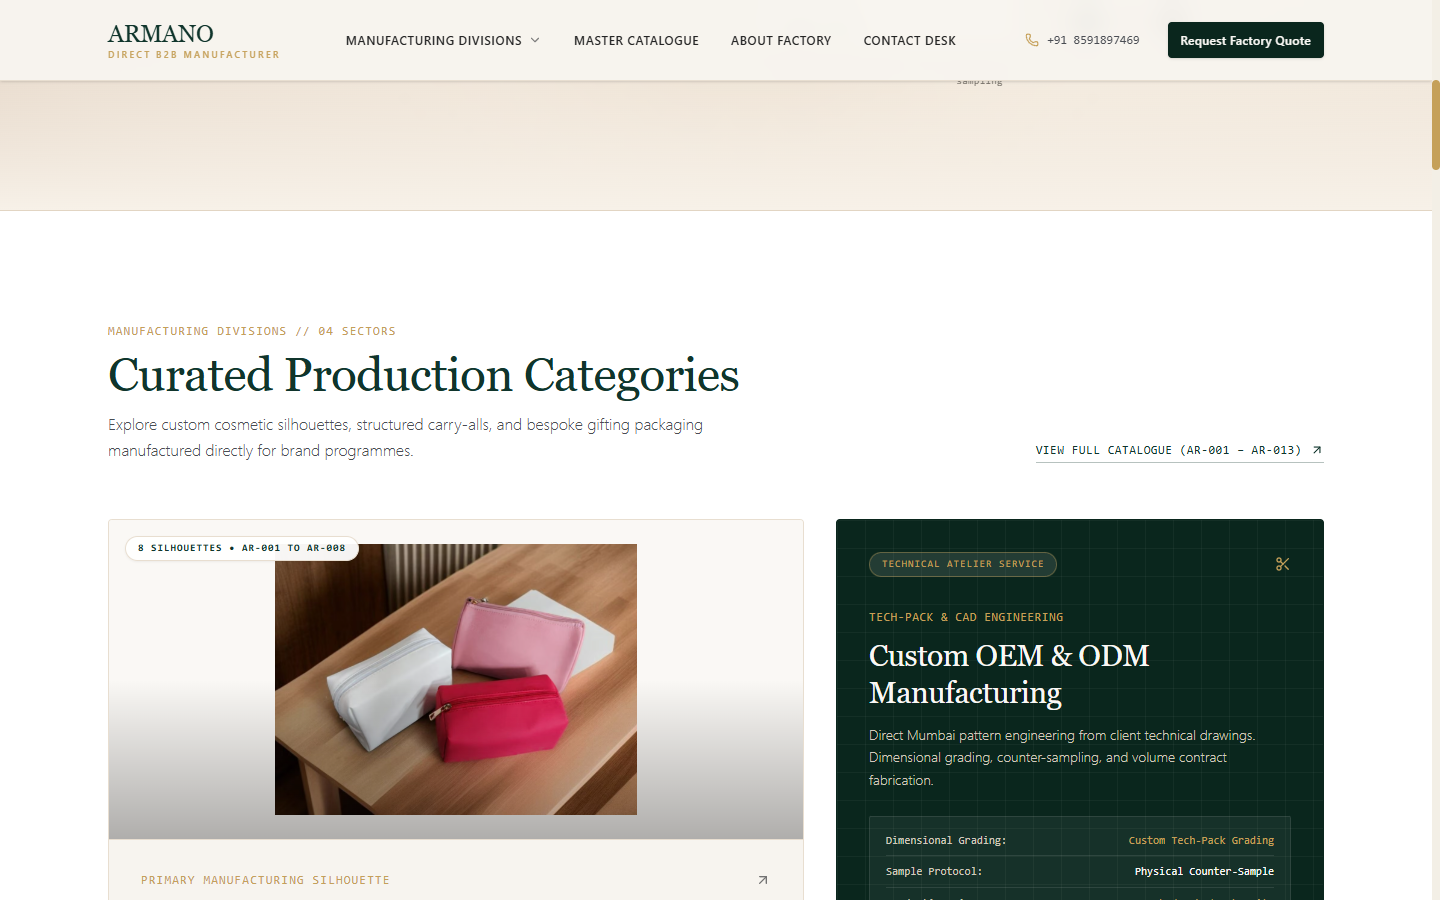 ARMANO
DIRECT B2B MANUFACTURER
MANUFACTURING DIVISIONS
MASTER CATALOGUE
ABOUT FACTORY
CONTACT DESK
+91 8591897469
Request Factory Quote
sampling
MANUFACTURING DIVISIONS // 04 SECTORS
Curated Production Categories
Explore custom cosmetic silhouettes, structured carry-alls, and bespoke gifting packaging
manufactured directly for brand programmes.
VIEW FULL CATALOGUE (AR-001 – AR-013)
8 SILHOUETTES • AR-001 TO AR-008
PRIMARY MANUFACTURING SILHOUETTE
TECHNICAL ATELIER SERVICE
TECH-PACK & CAD ENGINEERING
Custom OEM & ODM
Manufacturing
Direct Mumbai pattern engineering from client technical drawings.
Dimensional grading, counter-sampling, and volume contract
fabrication.
Dimensional Grading: Custom Tech-Pack Grading
Sample Protocol: Physical Counter-Sample